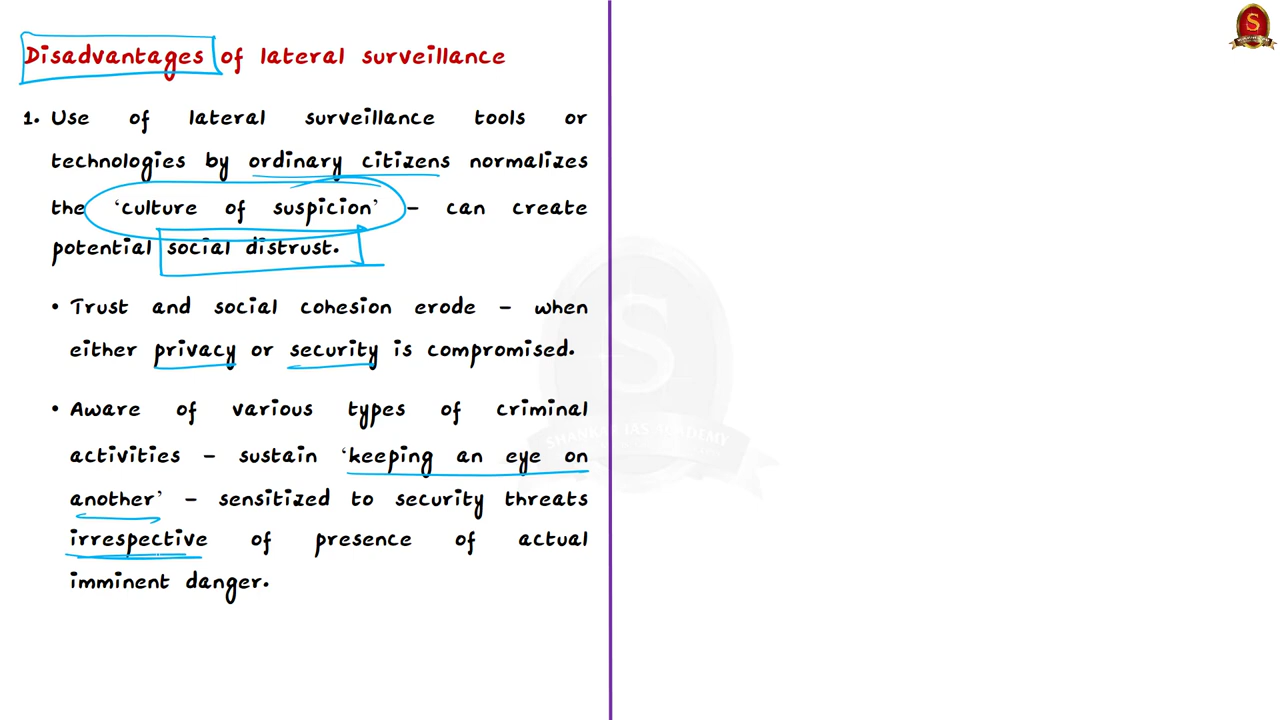 Disadvantages of lateral surveillance
1. Use of lateral surveillance tools or
technologies by ordinary citizens normalizes
the ‘culture of suspicion’ – can create
potential social distrust.
• Trust and social cohesion erode – when
either privacy or security is compromised.
• Aware of various types of criminal
activities – sustain ‘keeping an eye on
another’ – sensitized to security threats
irrespective of presence of actual
imminent danger.
S
SHANKAR IAS ACADEMY
S